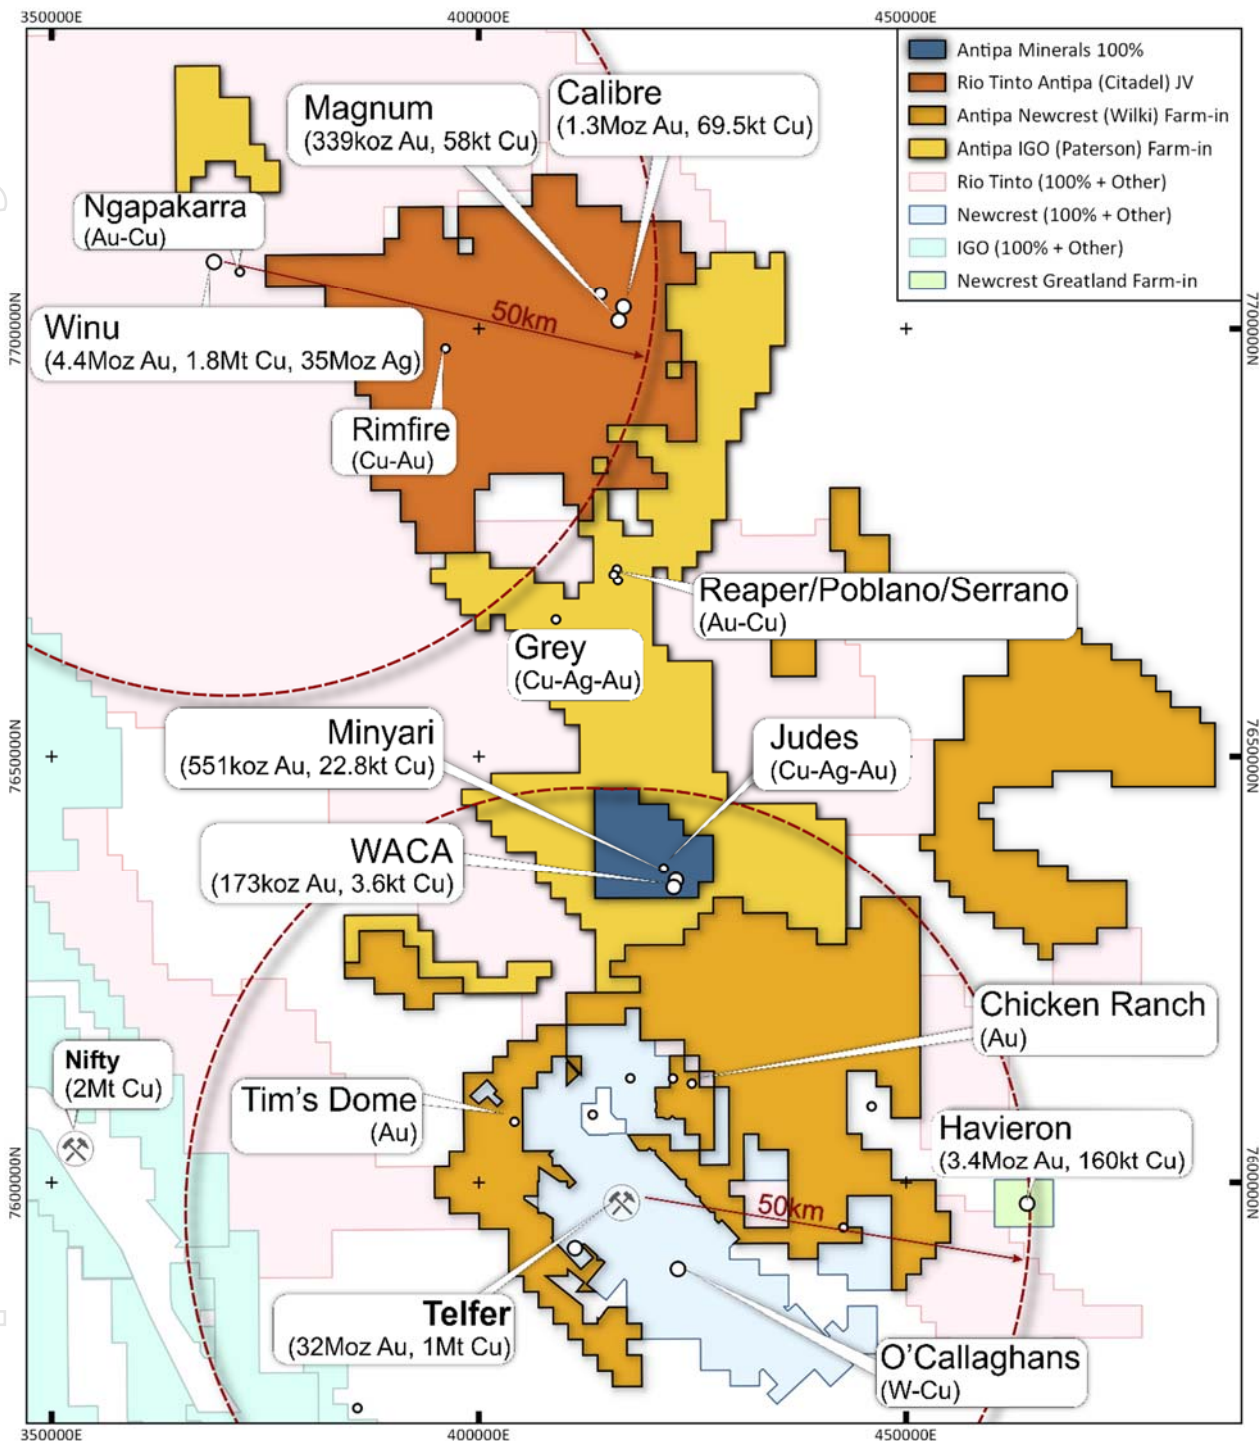 350000E
400000E
450000E
Antipa Minerals 100%
Rio Tinto Antipa (Citadel) JV
Antipa Newcrest (Wilki) Farm-in
Antipa IGO (Paterson) Farm-in
Rio Tinto (100% + Other)
Newcrest (100% + Other)
IGO (100% + Other)
Newcrest Greatland Farm-in
Magnum
(339koz Au, 58kt Cu)
Calibre
(1.3Moz Au, 69.5kt Cu)
Ngapakarra
(Au-Cu)
Winu
(4.4Moz Au, 1.8Mt Cu, 35Moz Ag)
50km
7700000N
7700000N
Rimfire
(Cu-Au)
Reaper/Poblano/Serrano
(Au-Cu)
Grey
(Cu-Ag-Au)
Minyari
(551koz Au, 22.8kt Cu)
Judes
(Cu-Ag-Au)
7650000N
7650000N
WACA
(173koz Au, 3.6kt Cu)
Chicken Ranch
(Au)
Nifty
(2Mt Cu)
Tim's Dome
(Au)
Havieron
(3.4Moz Au, 160kt Cu)
7600000N
7600000N
50km
Telfer
(32Moz Au, 1Mt Cu)
O'Callaghans
(W-Cu)
350000E
400000E
450000E